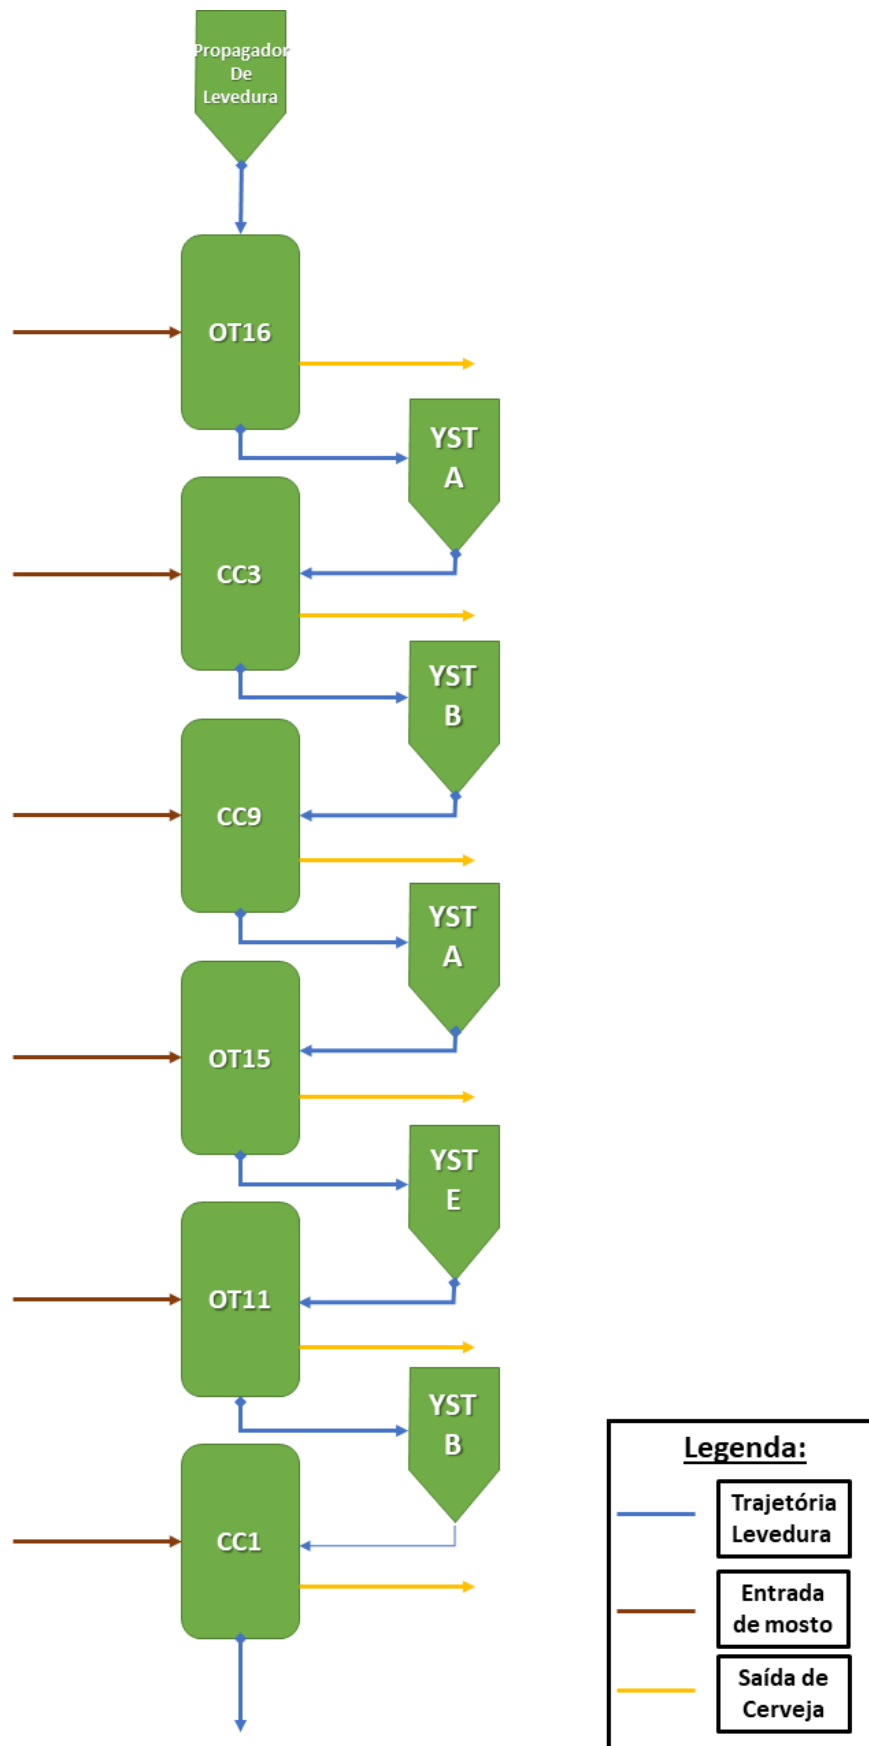 Propagador
De
Levedura
OT16
YST
A
CC3
YST
B
CC9
YST
A
OT15
YST
E
OT11
YST
B
CC1
Legenda:
Trajetória
Levedura
Entrada
de mosto
Saída de
Cerveja